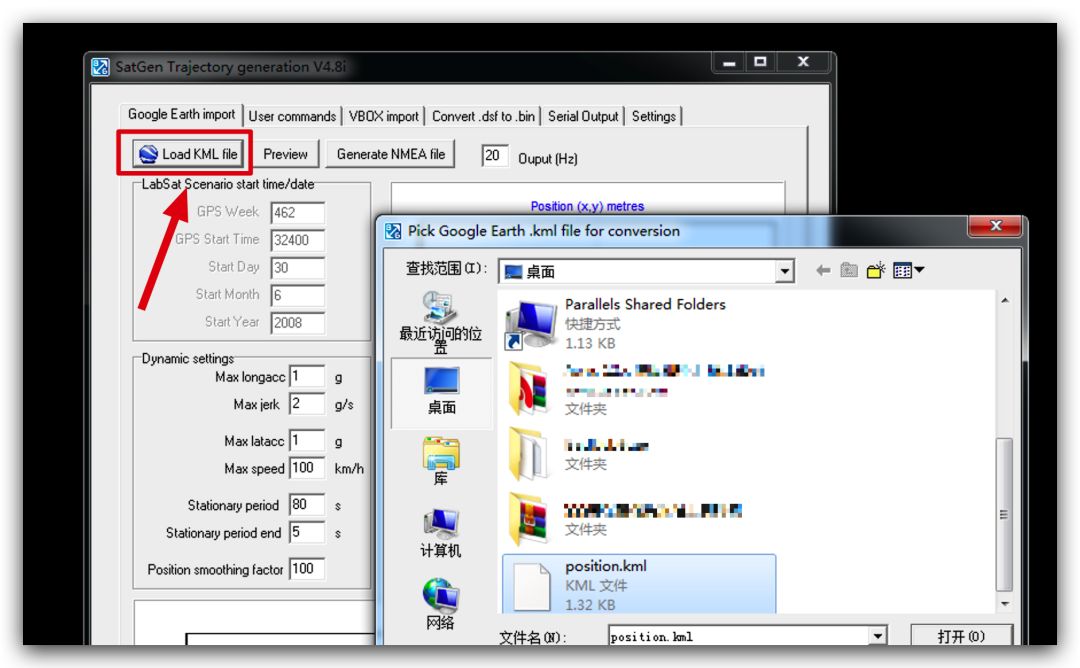 SatGen Trajectory generation V4.8i
Google Earth import User commands VBOX import Convert .dsf to .bin Serial Output Settings
Load KML file Preview Generate NMEA file 20 Ouput (Hz)
LabSat Scenario start time/date
GPS Week 462
GPS Start Time 32400
Start Day 30
Start Month 6
Start Year 2008
Dynamic settings
Max longacc 1 g
Max jerk 2 g/s
Max latacc 1 g
Max speed 100 km/h
Stationary period 80 s
Stationary period end 5 s
Position smoothing factor 100
Position (x,y) metres
Pick Google Earth .kml file for conversion
查找范围(I): 桌面
最近访问的位
置
桌面
库
计算机
网络
Parallels Shared Folders
快捷方式
1.13 KB
文件夹
文件夹
文件夹
position.kml
KML 文件
1.32 KB
文件名(N): position.kml 打开(O)